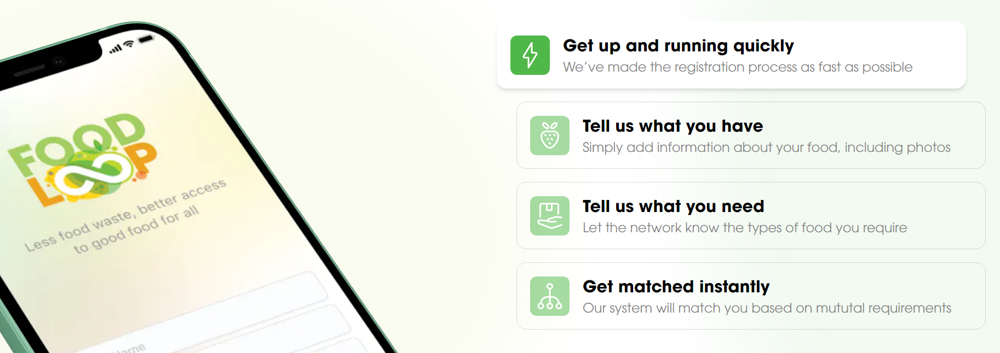 FOOD
LOOP
Less food waste, better access
to good food for all
Name
Get up and running quickly
We’ve made the registration process as fast as possible
Tell us what you have
Simply add information about your food, including photos
Tell us what you need
Let the network know the types of food you require
Get matched instantly
Our system will match you based on mututal requirements